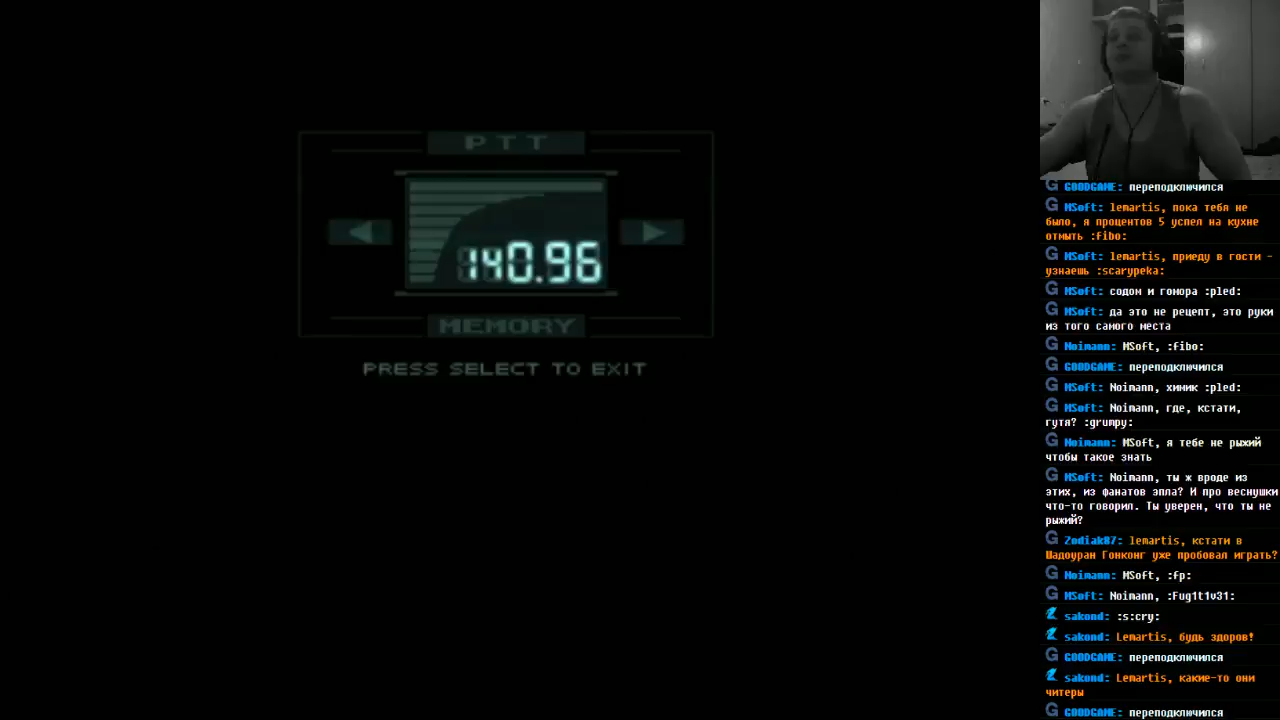 PTT
140.96
MEMORY
PRESS SELECT TO EXIT
GOODGAME: переподключился
MSoft: lemartis, пока тебя не
было, я процентов 5 успел на кухне
отмыть :fibo:
MSoft: lemartis, приеду в гости -
узнаешь :scarypeka:
MSoft: содом и гомора :pled:
MSoft: да это не рецепт, это руки
из того самого места
Noimann: MSoft, :fibo:
GOODGAME: переподключился
MSoft: Noimann, химик :pled:
MSoft: Noimann, где, кстати,
гутя? :grumpy:
Noimann: MSoft, я тебе не рыжий
чтобы такое знать
MSoft: Noimann, ты ж вроде из
этих, из фанатов эпла? И про веснушки
что-то говорил. Ты уверен, что ты не
рыжий?
Zodiak87: lemartis, кстати в
Шадоуран Гонконг уже пробовал играть?
Noimann: MSoft, :fp:
MSoft: Noimann, :Fug1t1v31:
sakond: :s:cry:
sakond: Lemartis, будь здоров!
GOODGAME: переподключился
sakond: Lemartis, какие-то они
читеры
GOODGAME: переподключился